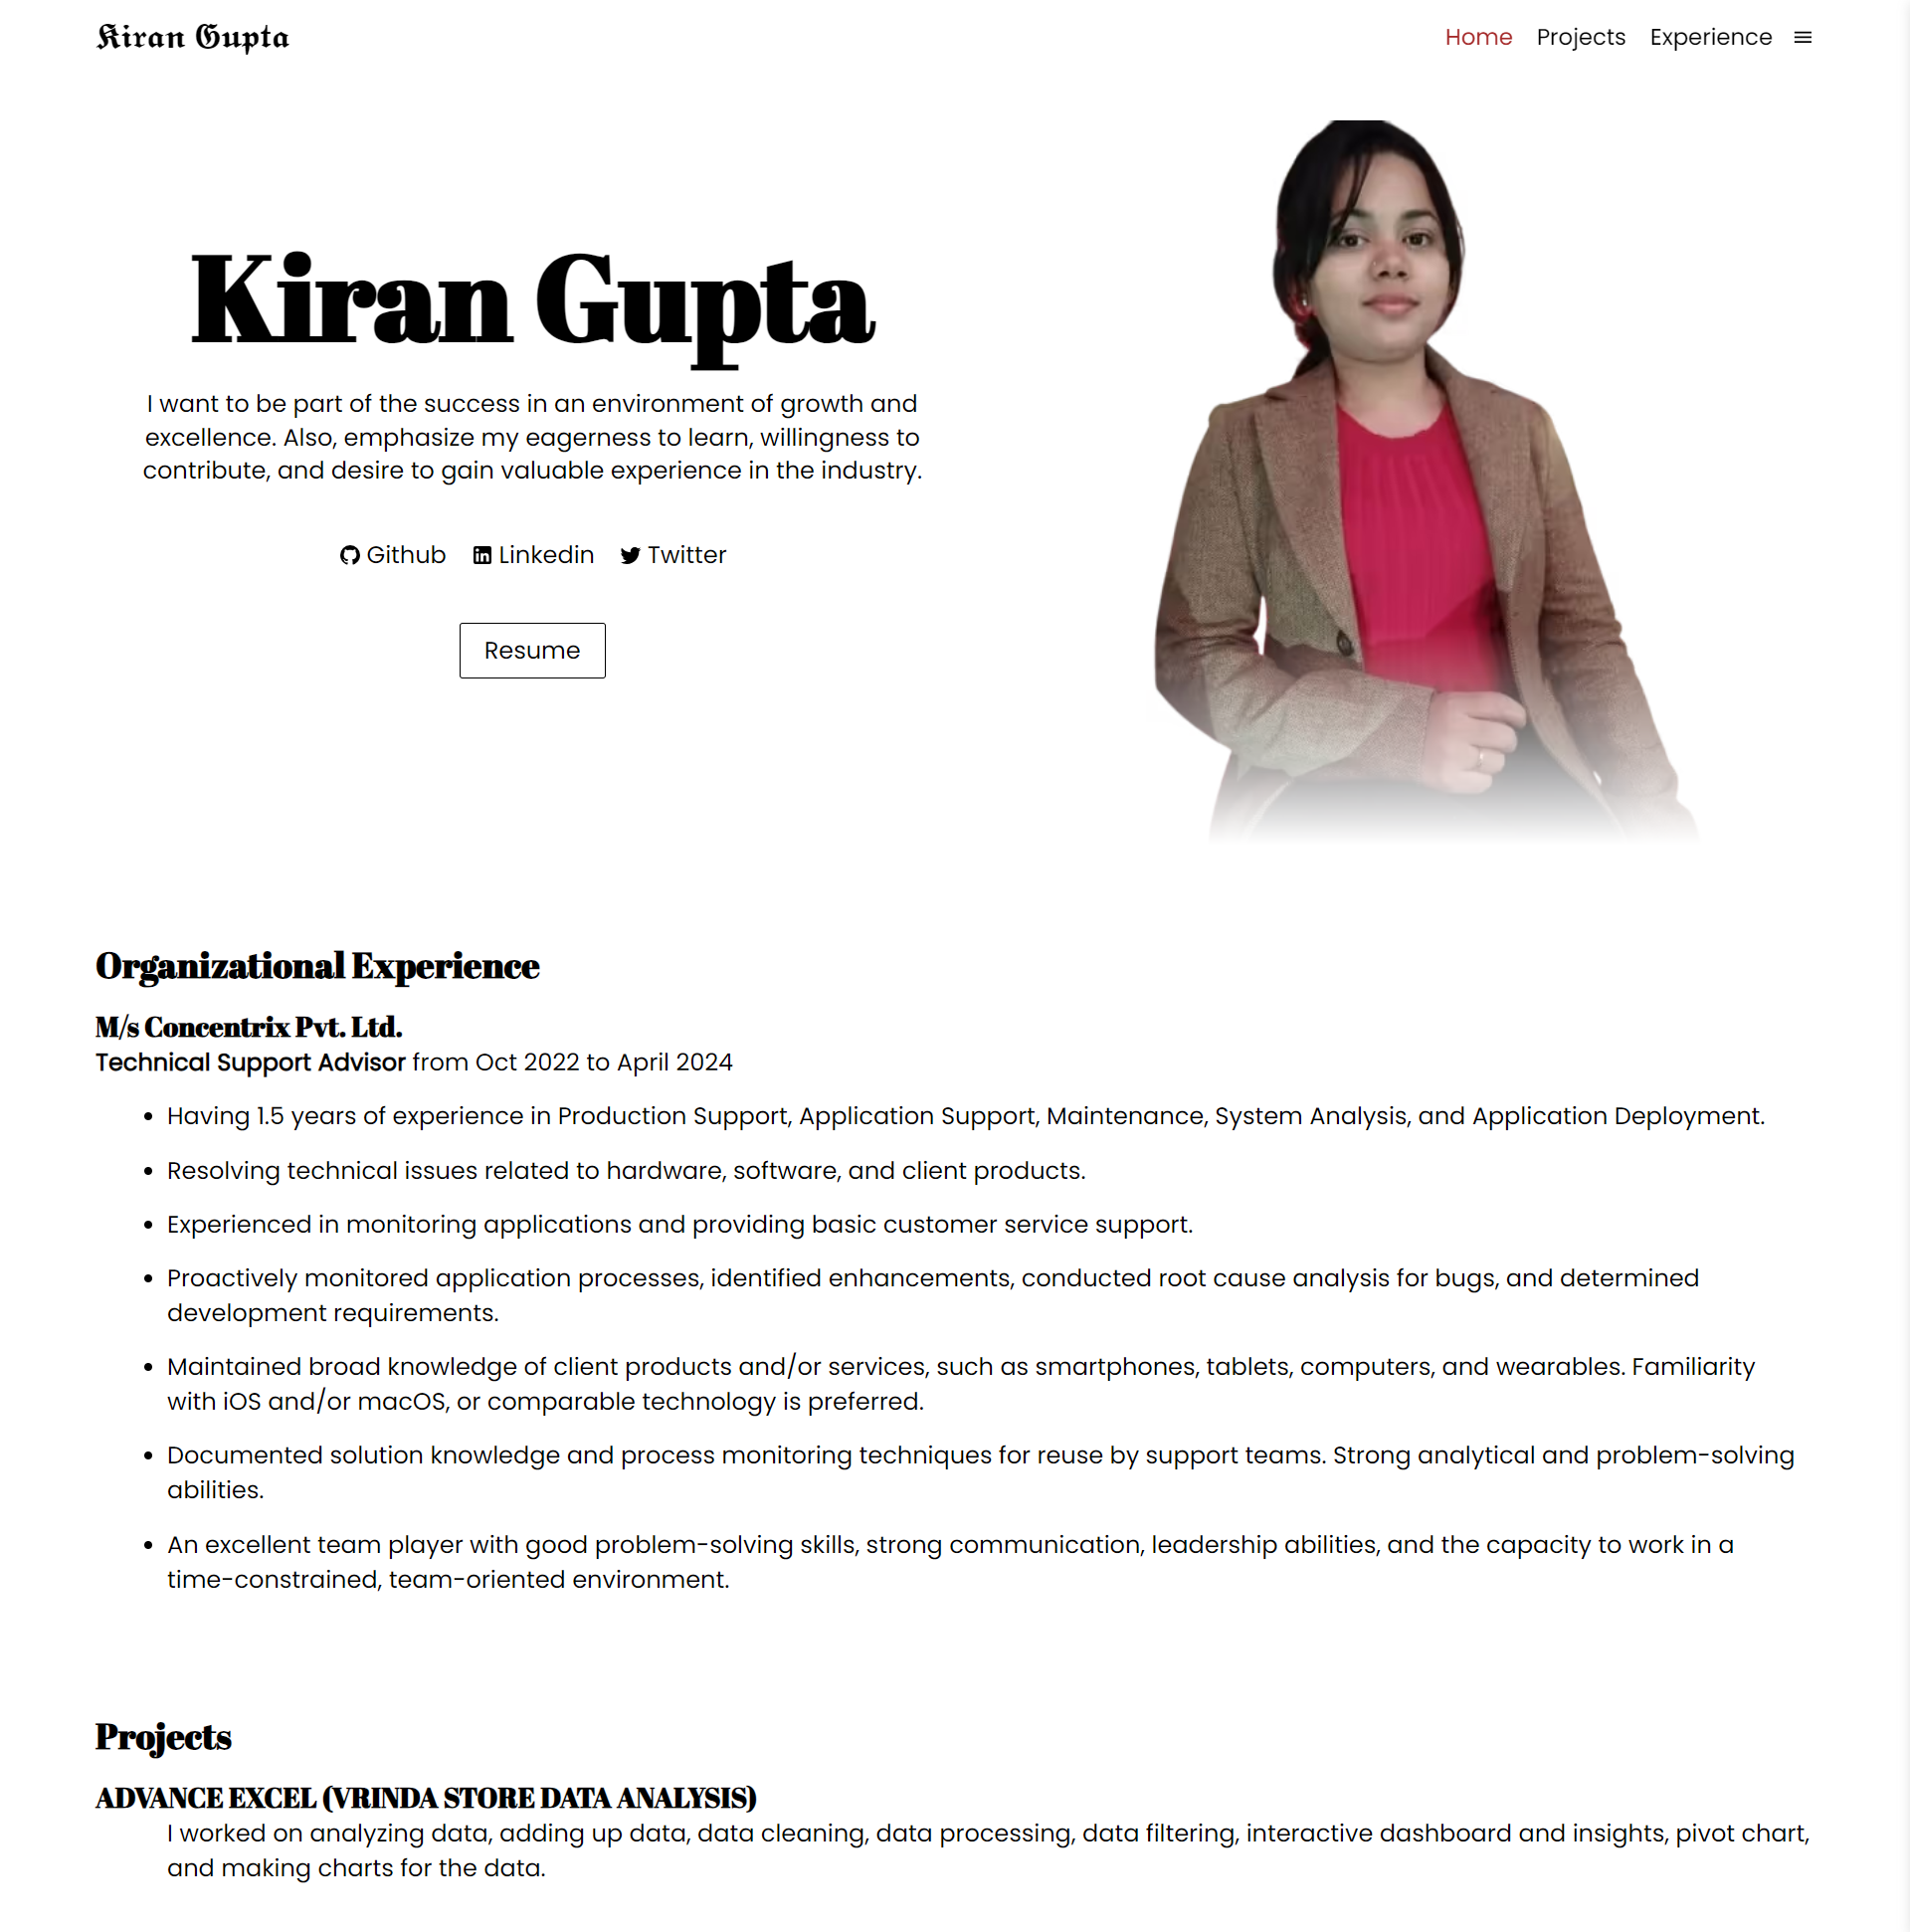 Kiran Gupta
Home Projects Experience
Kiran Gupta
I want to be part of the success in an environment of growth and
excellence. Also, emphasize my eagerness to learn, willingness to
contribute, and desire to gain valuable experience in the industry.
Github Linkedin Twitter
Resume
Organizational Experience
M/s Concentrix Pvt. Ltd.
Technical Support Advisor from Oct 2022 to April 2024
• Having 1.5 years of experience in Production Support, Application Support, Maintenance, System Analysis, and Application Deployment.
• Resolving technical issues related to hardware, software, and client products.
• Experienced in monitoring applications and providing basic customer service support.
• Proactively monitored application processes, identified enhancements, conducted root cause analysis for bugs, and determined
development requirements.
• Maintained broad knowledge of client products and/or services, such as smartphones, tablets, computers, and wearables. Familiarity
with iOS and/or macOS, or comparable technology is preferred.
• Documented solution knowledge and process monitoring techniques for reuse by support teams. Strong analytical and problem-solving
abilities.
• An excellent team player with good problem-solving skills, strong communication, leadership abilities, and the capacity to work in a
time-constrained, team-oriented environment.
Projects
ADVANCE EXCEL (VRINDA STORE DATA ANALYSIS)
I worked on analyzing data, adding up data, data cleaning, data processing, data filtering, interactive dashboard and insights, pivot chart,
and making charts for the data.